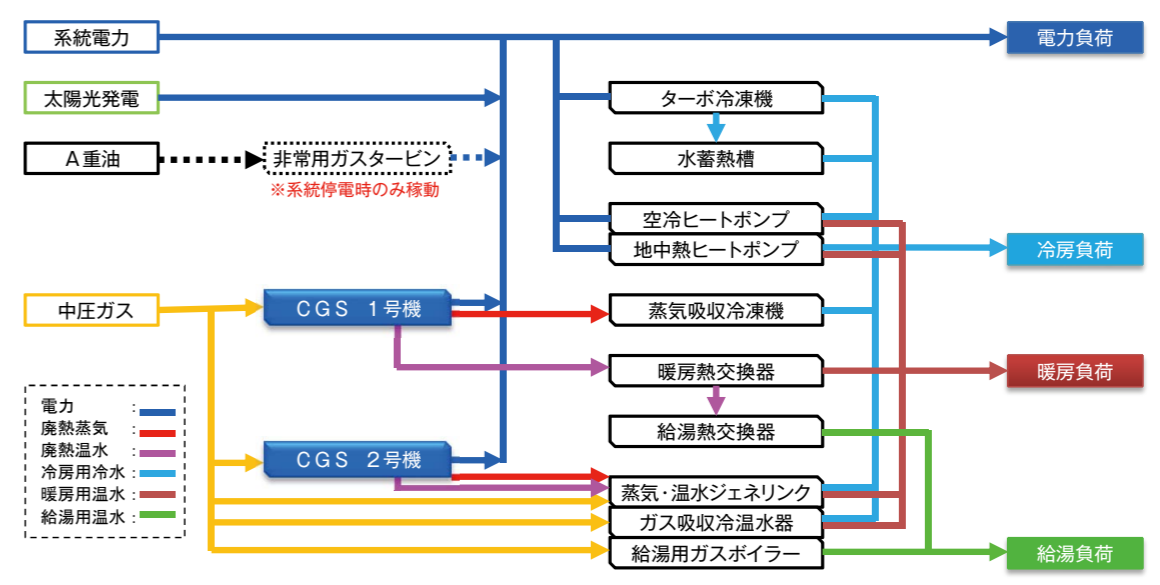 系統電力
電力負荷
太陽光発電
ターボ冷凍機
A重油
非常用ガスタービン
水蓄熱槽
※系統停電時のみ稼動
空冷ヒートポンプ
地中熱ヒートポンプ
冷房負荷
中圧ガス
CGS 1号機
蒸気吸収冷凍機
暖房熱交換器
暖房負荷
電力 :
廃熱蒸気 :
廃熱温水 :
冷房用冷水 :
暖房用温水 :
給湯用温水 :
給湯熱交換器
CGS 2号機
蒸気・温水ジェネリンク
ガス吸収冷温水器
給湯用ガスボイラー
給湯負荷